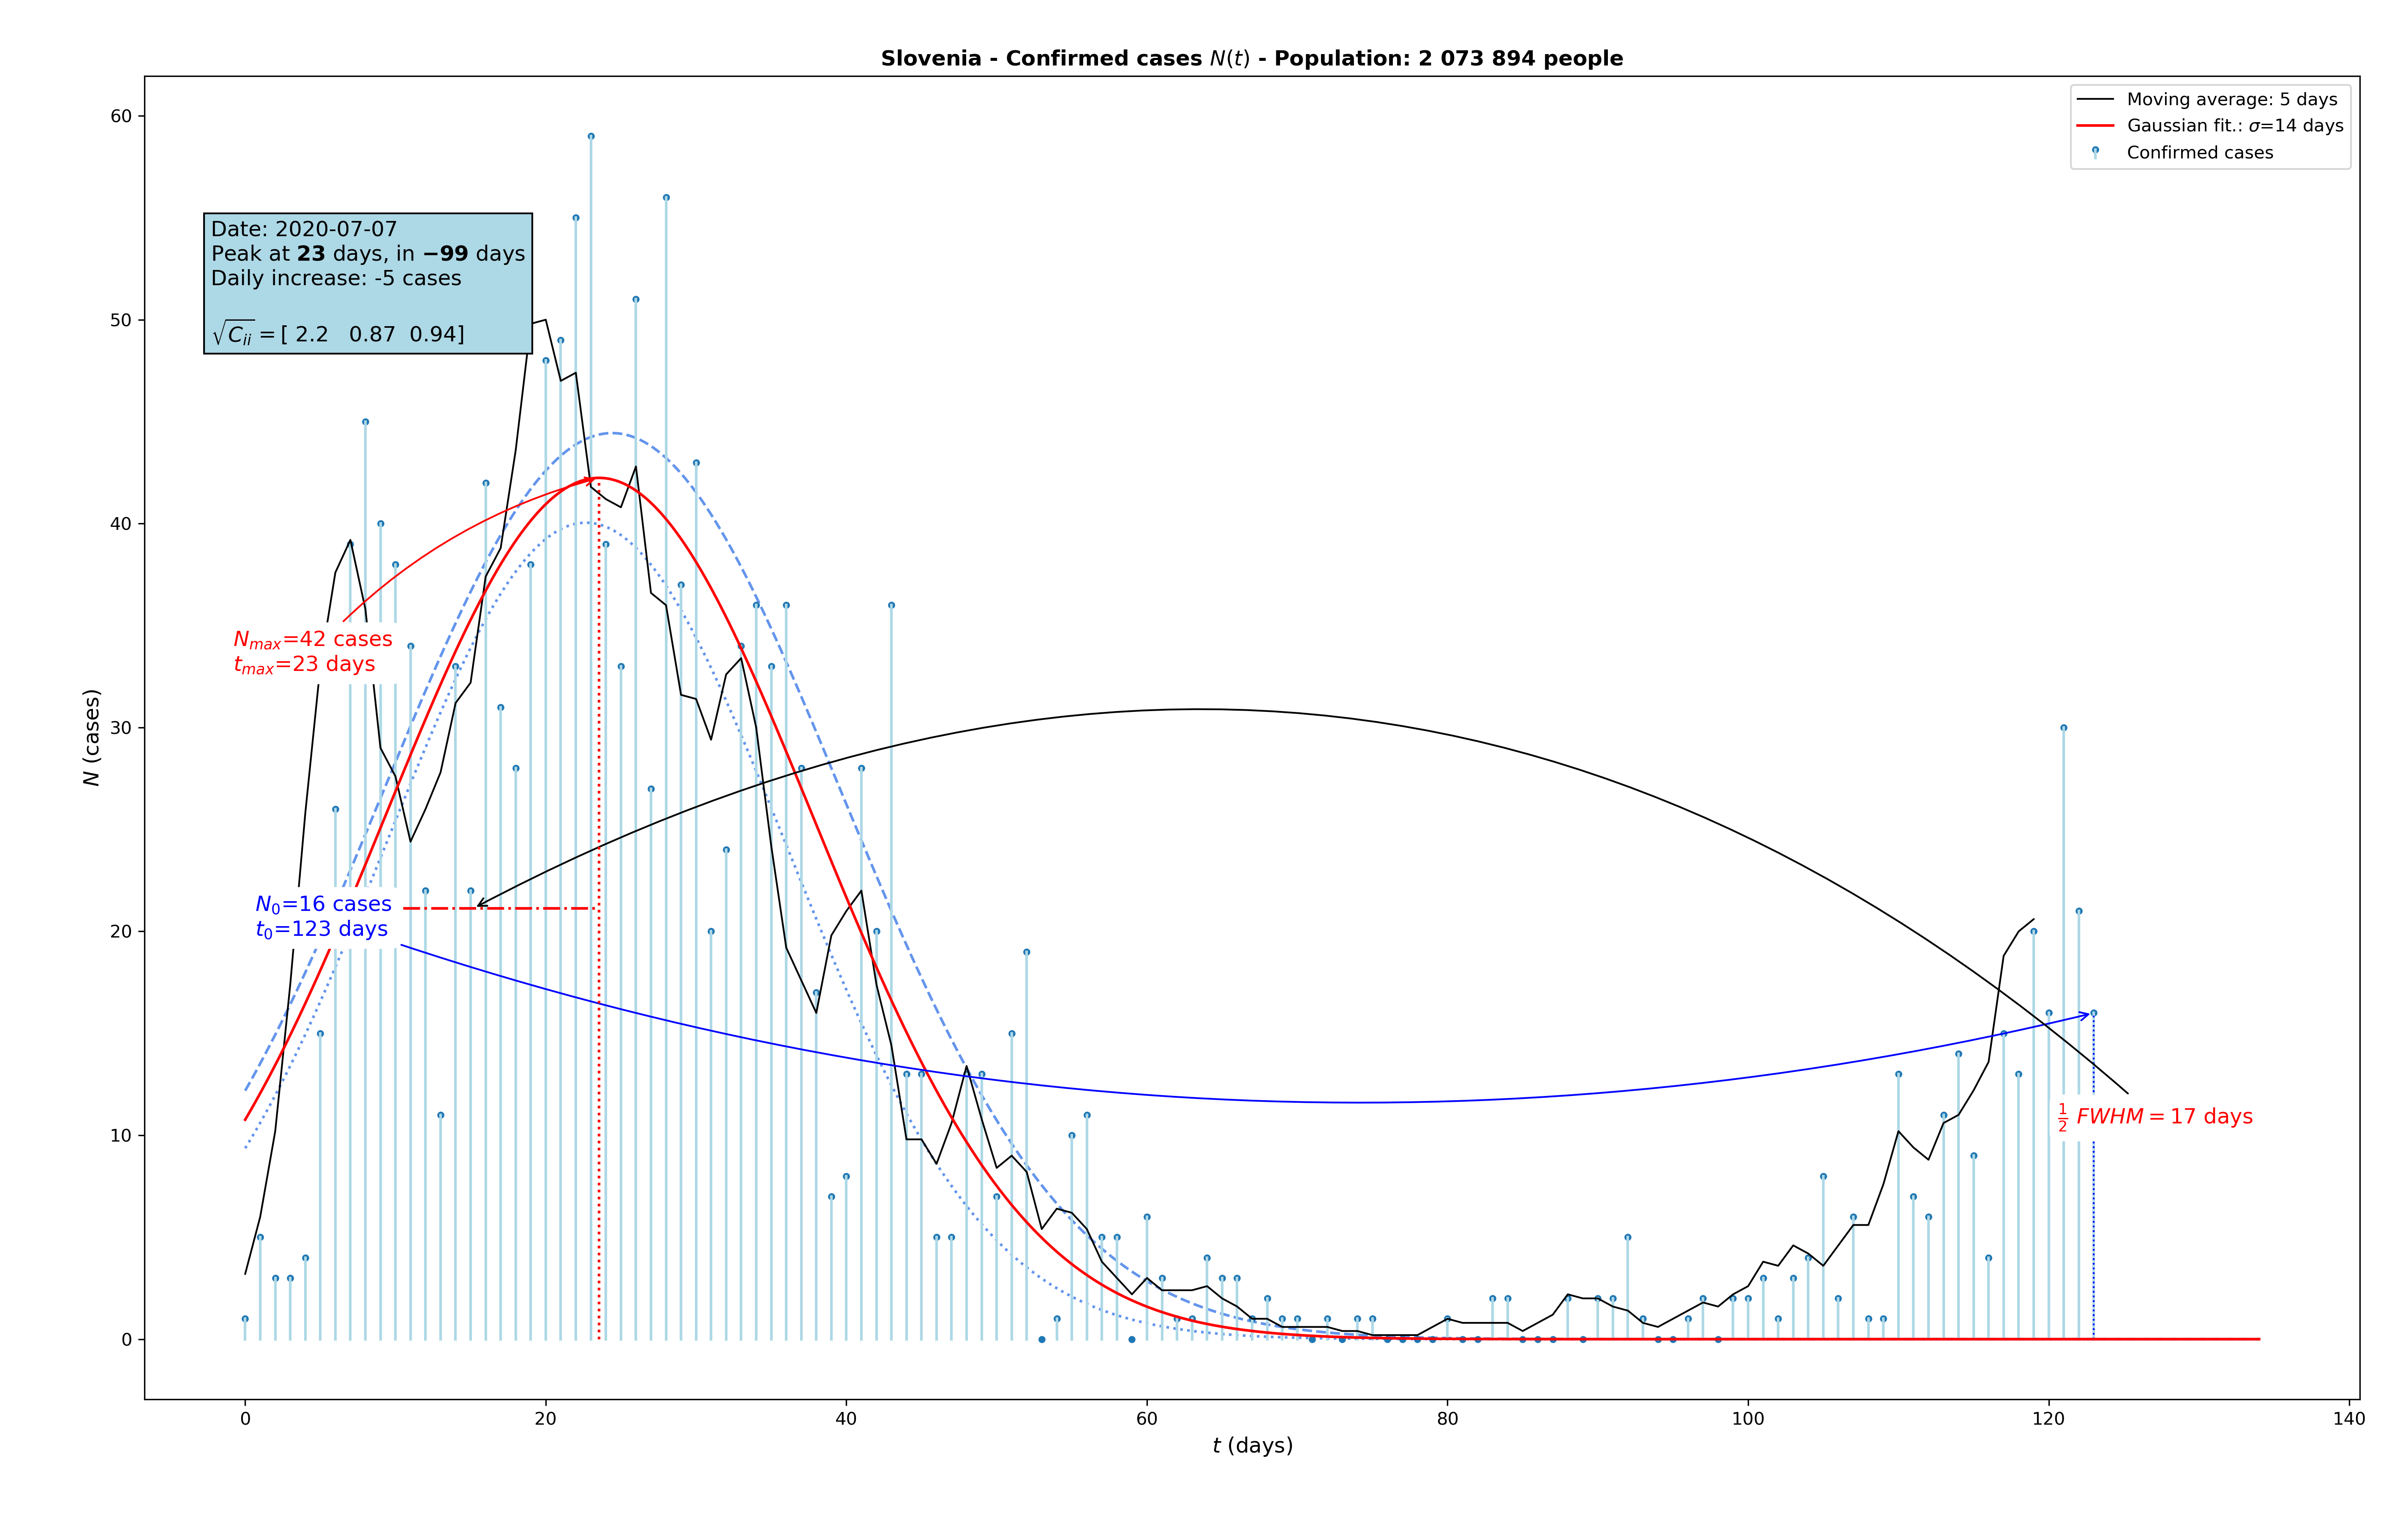 Slovenia - Confirmed cases N(t) - Population: 2 073 894 people
Moving average: 5 days
Gaussian fit.: σ=14 days
Confirmed cases
Date: 2020-07-07
Peak at 23 days, in −99 days
Daily increase: -5 cases
√Cᵢᵢ = [ 2.2 0.87 0.94]
N_max=42 cases
t_max=23 days
N₀=16 cases
t₀=123 days
½ FWHM = 17 days
N (cases)
60
50
40
30
20
10
0
0 20 40 60 80 100 120 140
t (days)